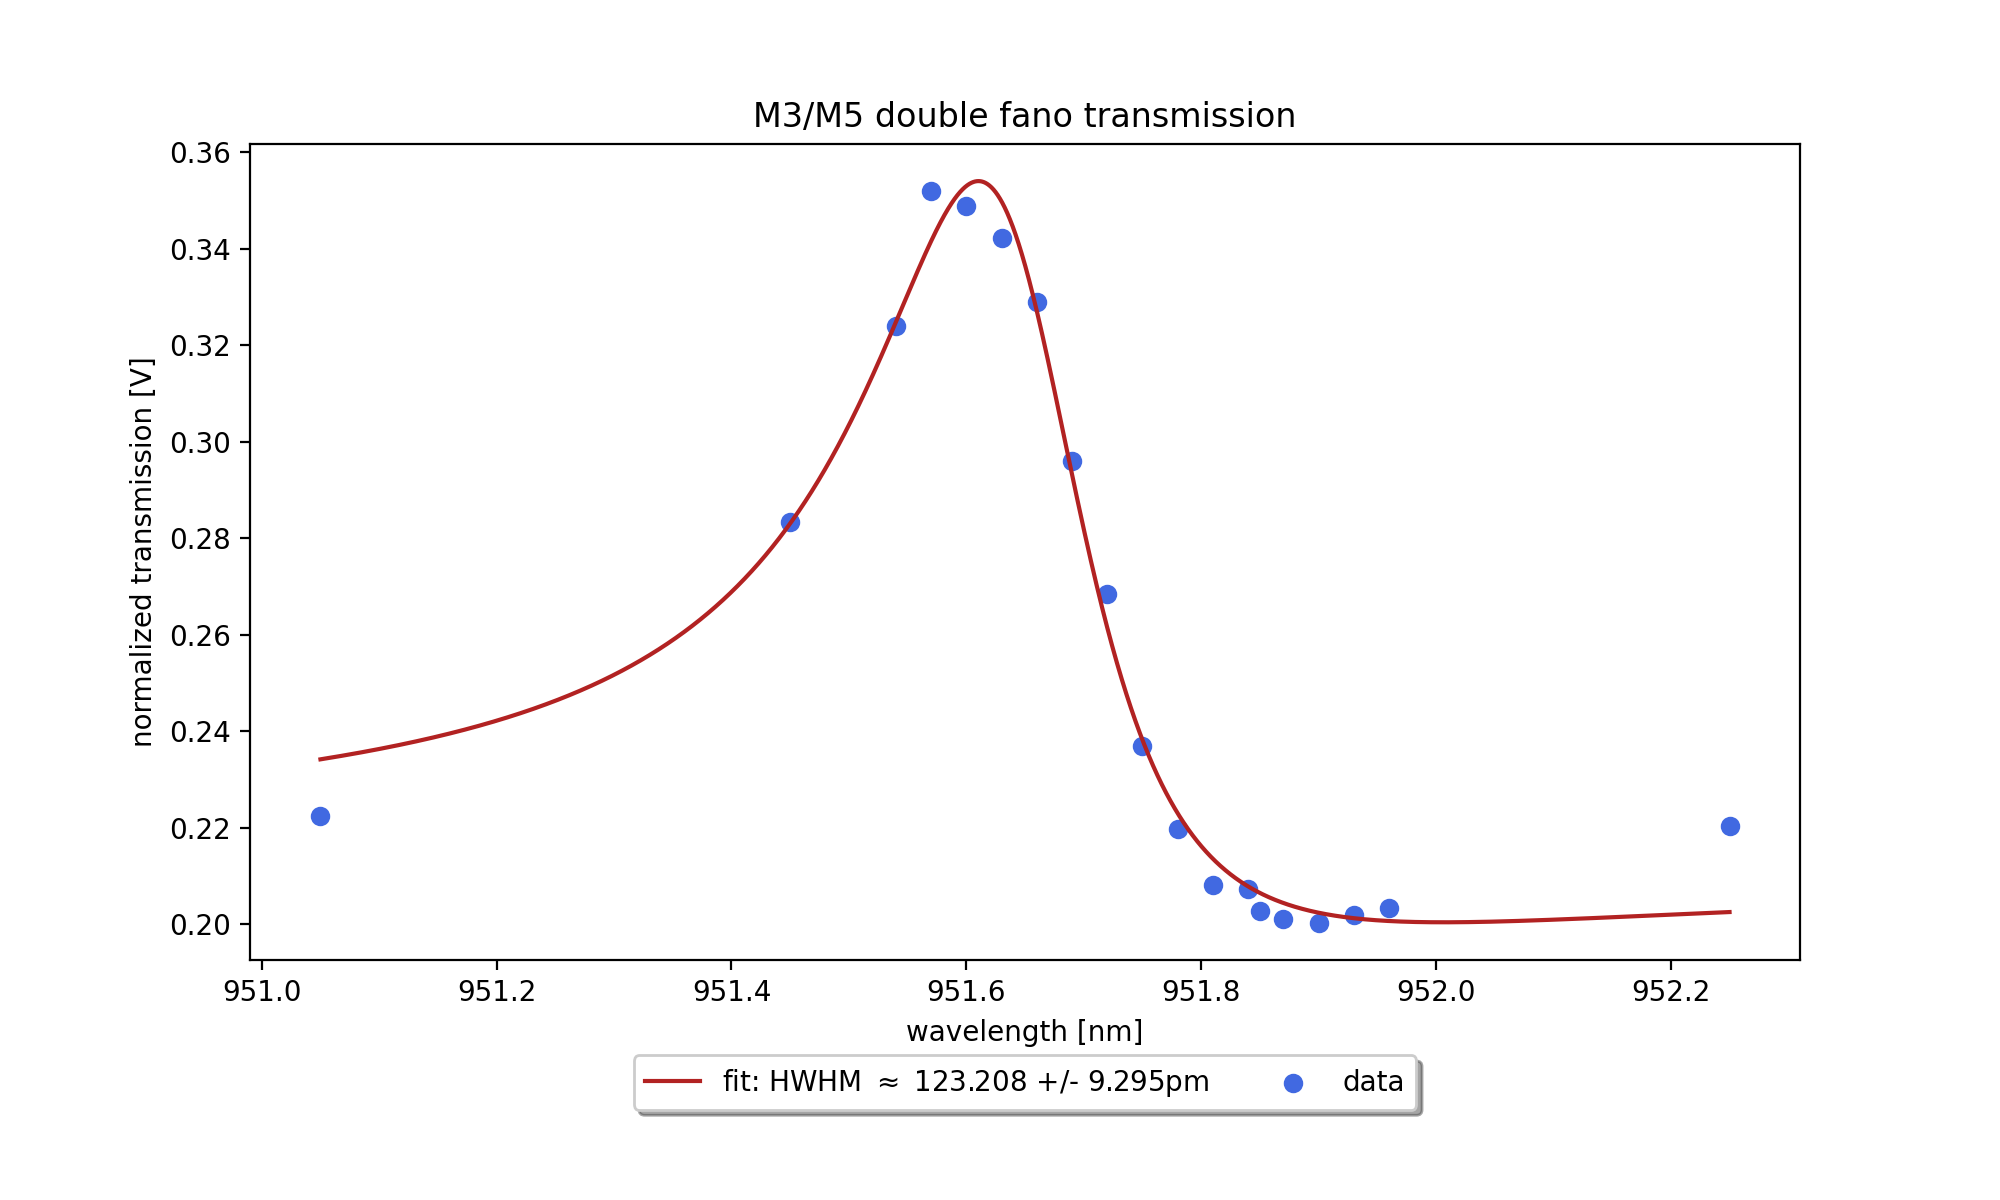 M3/M5 double fano transmission
normalized transmission [V]
0.36
0.34
0.32
0.30
0.28
0.26
0.24
0.22
0.20
951.0 951.2 951.4 951.6 951.8 952.0 952.2
wavelength [nm]
fit: HWHM ≈ 123.208 +/- 9.295pm data